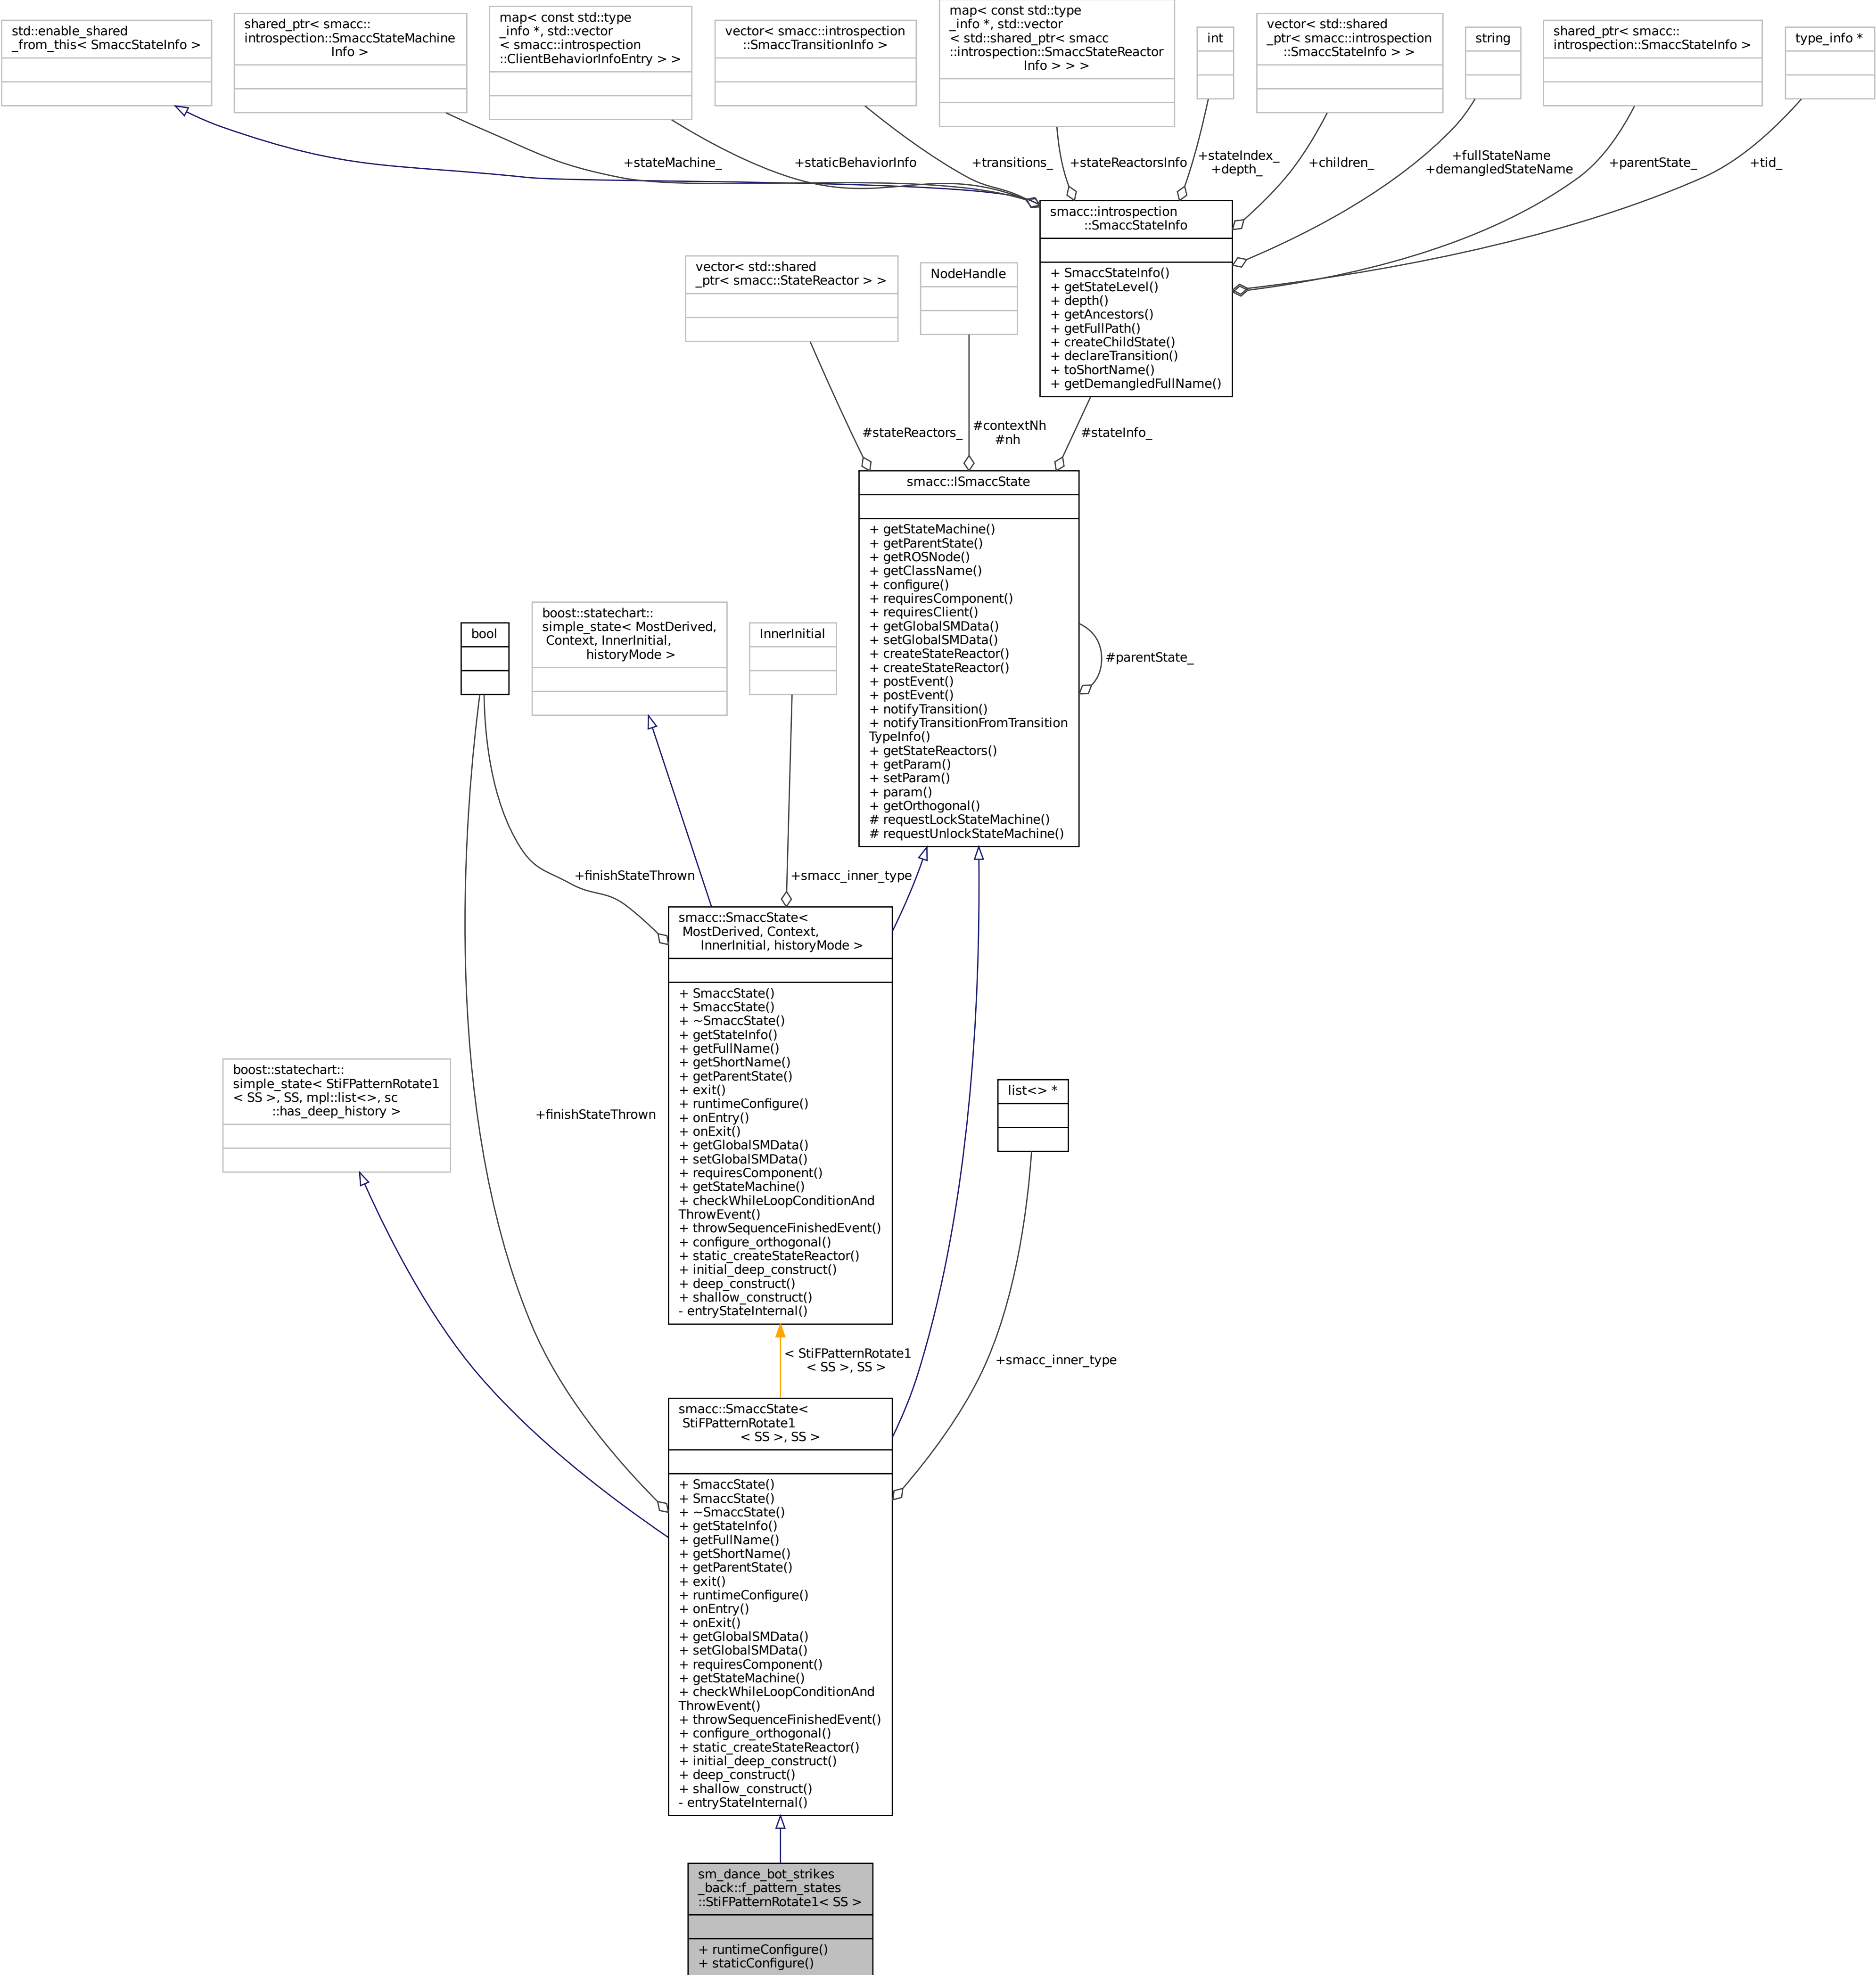 std::enable_shared
_from_this< SmaccStateInfo >
shared_ptr< smacc::
introspection::SmaccStateMachine
Info >
map< const std::type
_info *, std::vector
< smacc::introspection
::ClientBehaviorInfoEntry > >
vector< smacc::introspection
::SmaccTransitionInfo >
map< const std::type
_info *, std::vector
< std::shared_ptr< smacc
::introspection::SmaccStateReactor
Info > > >
int
vector< std::shared
_ptr< smacc::introspection
::SmaccStateInfo > >
string
shared_ptr< smacc::
introspection::SmaccStateInfo >
type_info *
+stateMachine_
+staticBehaviorInfo
+transitions_
+stateReactorsInfo
+stateIndex_
+depth_
+children_
+fullStateName
+demangledStateName
+parentState_
+tid_
smacc::introspection
::SmaccStateInfo
+ SmaccStateInfo()
+ getStateLevel()
+ depth()
+ getAncestors()
+ getFullPath()
+ createChildState()
+ declareTransition()
+ toShortName()
+ getDemangledFullName()
vector< std::shared
_ptr< smacc::StateReactor > >
NodeHandle
#stateReactors_
#contextNh
#nh
#stateInfo_
smacc::ISmaccState
+ getStateMachine()
+ getParentState()
+ getROSNode()
+ getClassName()
+ configure()
+ requiresComponent()
+ requiresClient()
+ getGlobalSMData()
+ setGlobalSMData()
+ createStateReactor()
+ createStateReactor()
+ postEvent()
+ postEvent()
+ notifyTransition()
+ notifyTransitionFromTransition
TypeInfo()
+ getStateReactors()
+ getParam()
+ setParam()
+ param()
+ getOrthogonal()
# requestLockStateMachine()
# requestUnlockStateMachine()
#parentState_
bool
boost::statechart::
simple_state< MostDerived,
Context, InnerInitial,
historyMode >
InnerInitial
+finishStateThrown
+smacc_inner_type
smacc::SmaccState<
MostDerived, Context,
InnerInitial, historyMode >
+ SmaccState()
+ SmaccState()
+ ~SmaccState()
+ getStateInfo()
+ getFullName()
+ getShortName()
+ getParentState()
+ exit()
+ runtimeConfigure()
+ onEntry()
+ onExit()
+ getGlobalSMData()
+ setGlobalSMData()
+ requiresComponent()
+ getStateMachine()
+ checkWhileLoopConditionAnd
ThrowEvent()
+ throwSequenceFinishedEvent()
+ configure_orthogonal()
+ static_createStateReactor()
+ initial_deep_construct()
+ deep_construct()
+ shallow_construct()
- entryStateInternal()
boost::statechart::
simple_state< StiFPatternRotate1
< SS >, SS, mpl::list<>, sc
::has_deep_history >
+finishStateThrown
list<> *
< StiFPatternRotate1
< SS >, SS >
+smacc_inner_type
smacc::SmaccState<
StiFPatternRotate1
< SS >, SS >
+ SmaccState()
+ SmaccState()
+ ~SmaccState()
+ getStateInfo()
+ getFullName()
+ getShortName()
+ getParentState()
+ exit()
+ runtimeConfigure()
+ onEntry()
+ onExit()
+ getGlobalSMData()
+ setGlobalSMData()
+ requiresComponent()
+ getStateMachine()
+ checkWhileLoopConditionAnd
ThrowEvent()
+ throwSequenceFinishedEvent()
+ configure_orthogonal()
+ static_createStateReactor()
+ initial_deep_construct()
+ deep_construct()
+ shallow_construct()
- entryStateInternal()
sm_dance_bot_strikes
_back::f_pattern_states
::StiFPatternRotate1< SS >
+ runtimeConfigure()
+ staticConfigure()